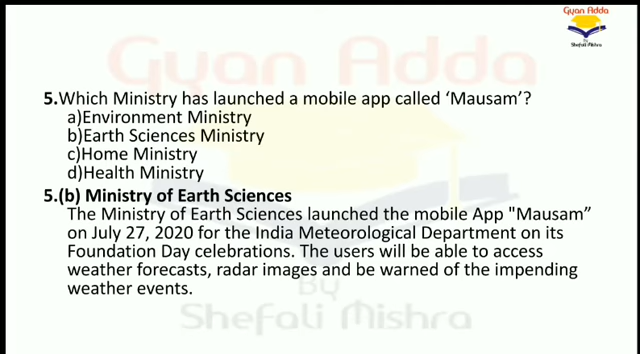 Gyan Adda
By
Shefali Mishra
Gyan Adda
5.Which Ministry has launched a mobile app called ‘Mausam’?
a)Environment Ministry
b)Earth Sciences Ministry
c)Home Ministry
d)Health Ministry
5.(b) Ministry of Earth Sciences
The Ministry of Earth Sciences launched the mobile App "Mausam”
on July 27, 2020 for the India Meteorological Department on its
Foundation Day celebrations. The users will be able to access
weather forecasts, radar images and be warned of the impending
weather events.
BY
Shefali Mishra